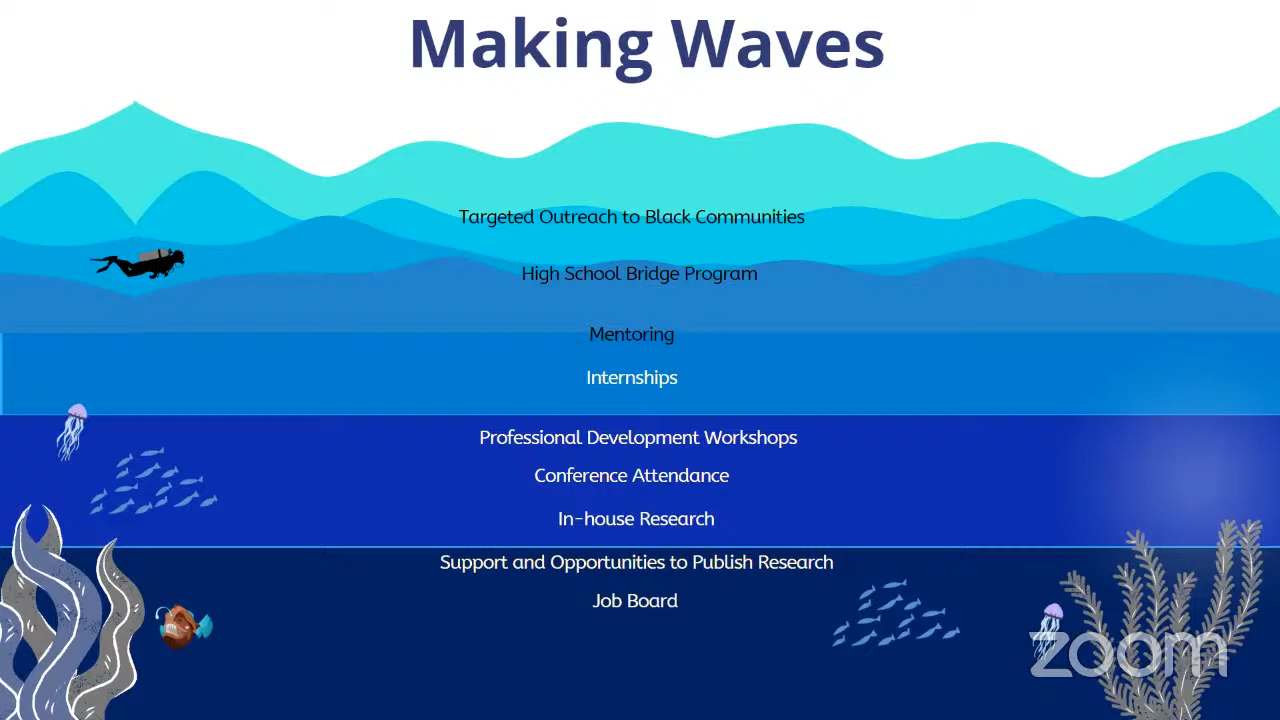 Making Waves
Targeted Outreach to Black Communities
High School Bridge Program
Mentoring
Internships
Professional Development Workshops
Conference Attendance
In-house Research
Support and Opportunities to Publish Research
Job Board
zoom